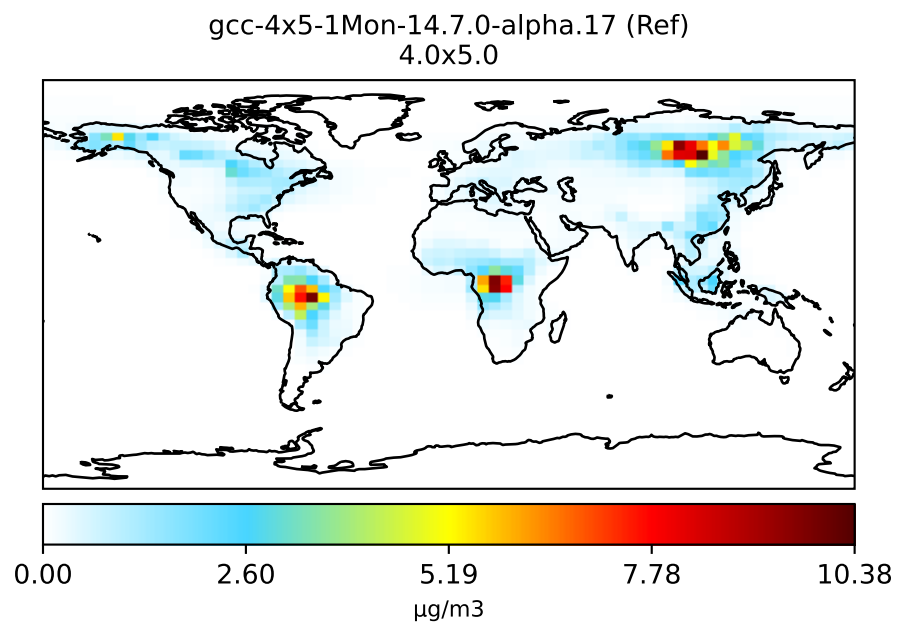 gcc-4x5-1Mon-14.7.0-alpha.17 (Ref)
4.0x5.0
0.00 2.60 5.19 7.78 10.38
μg/m3